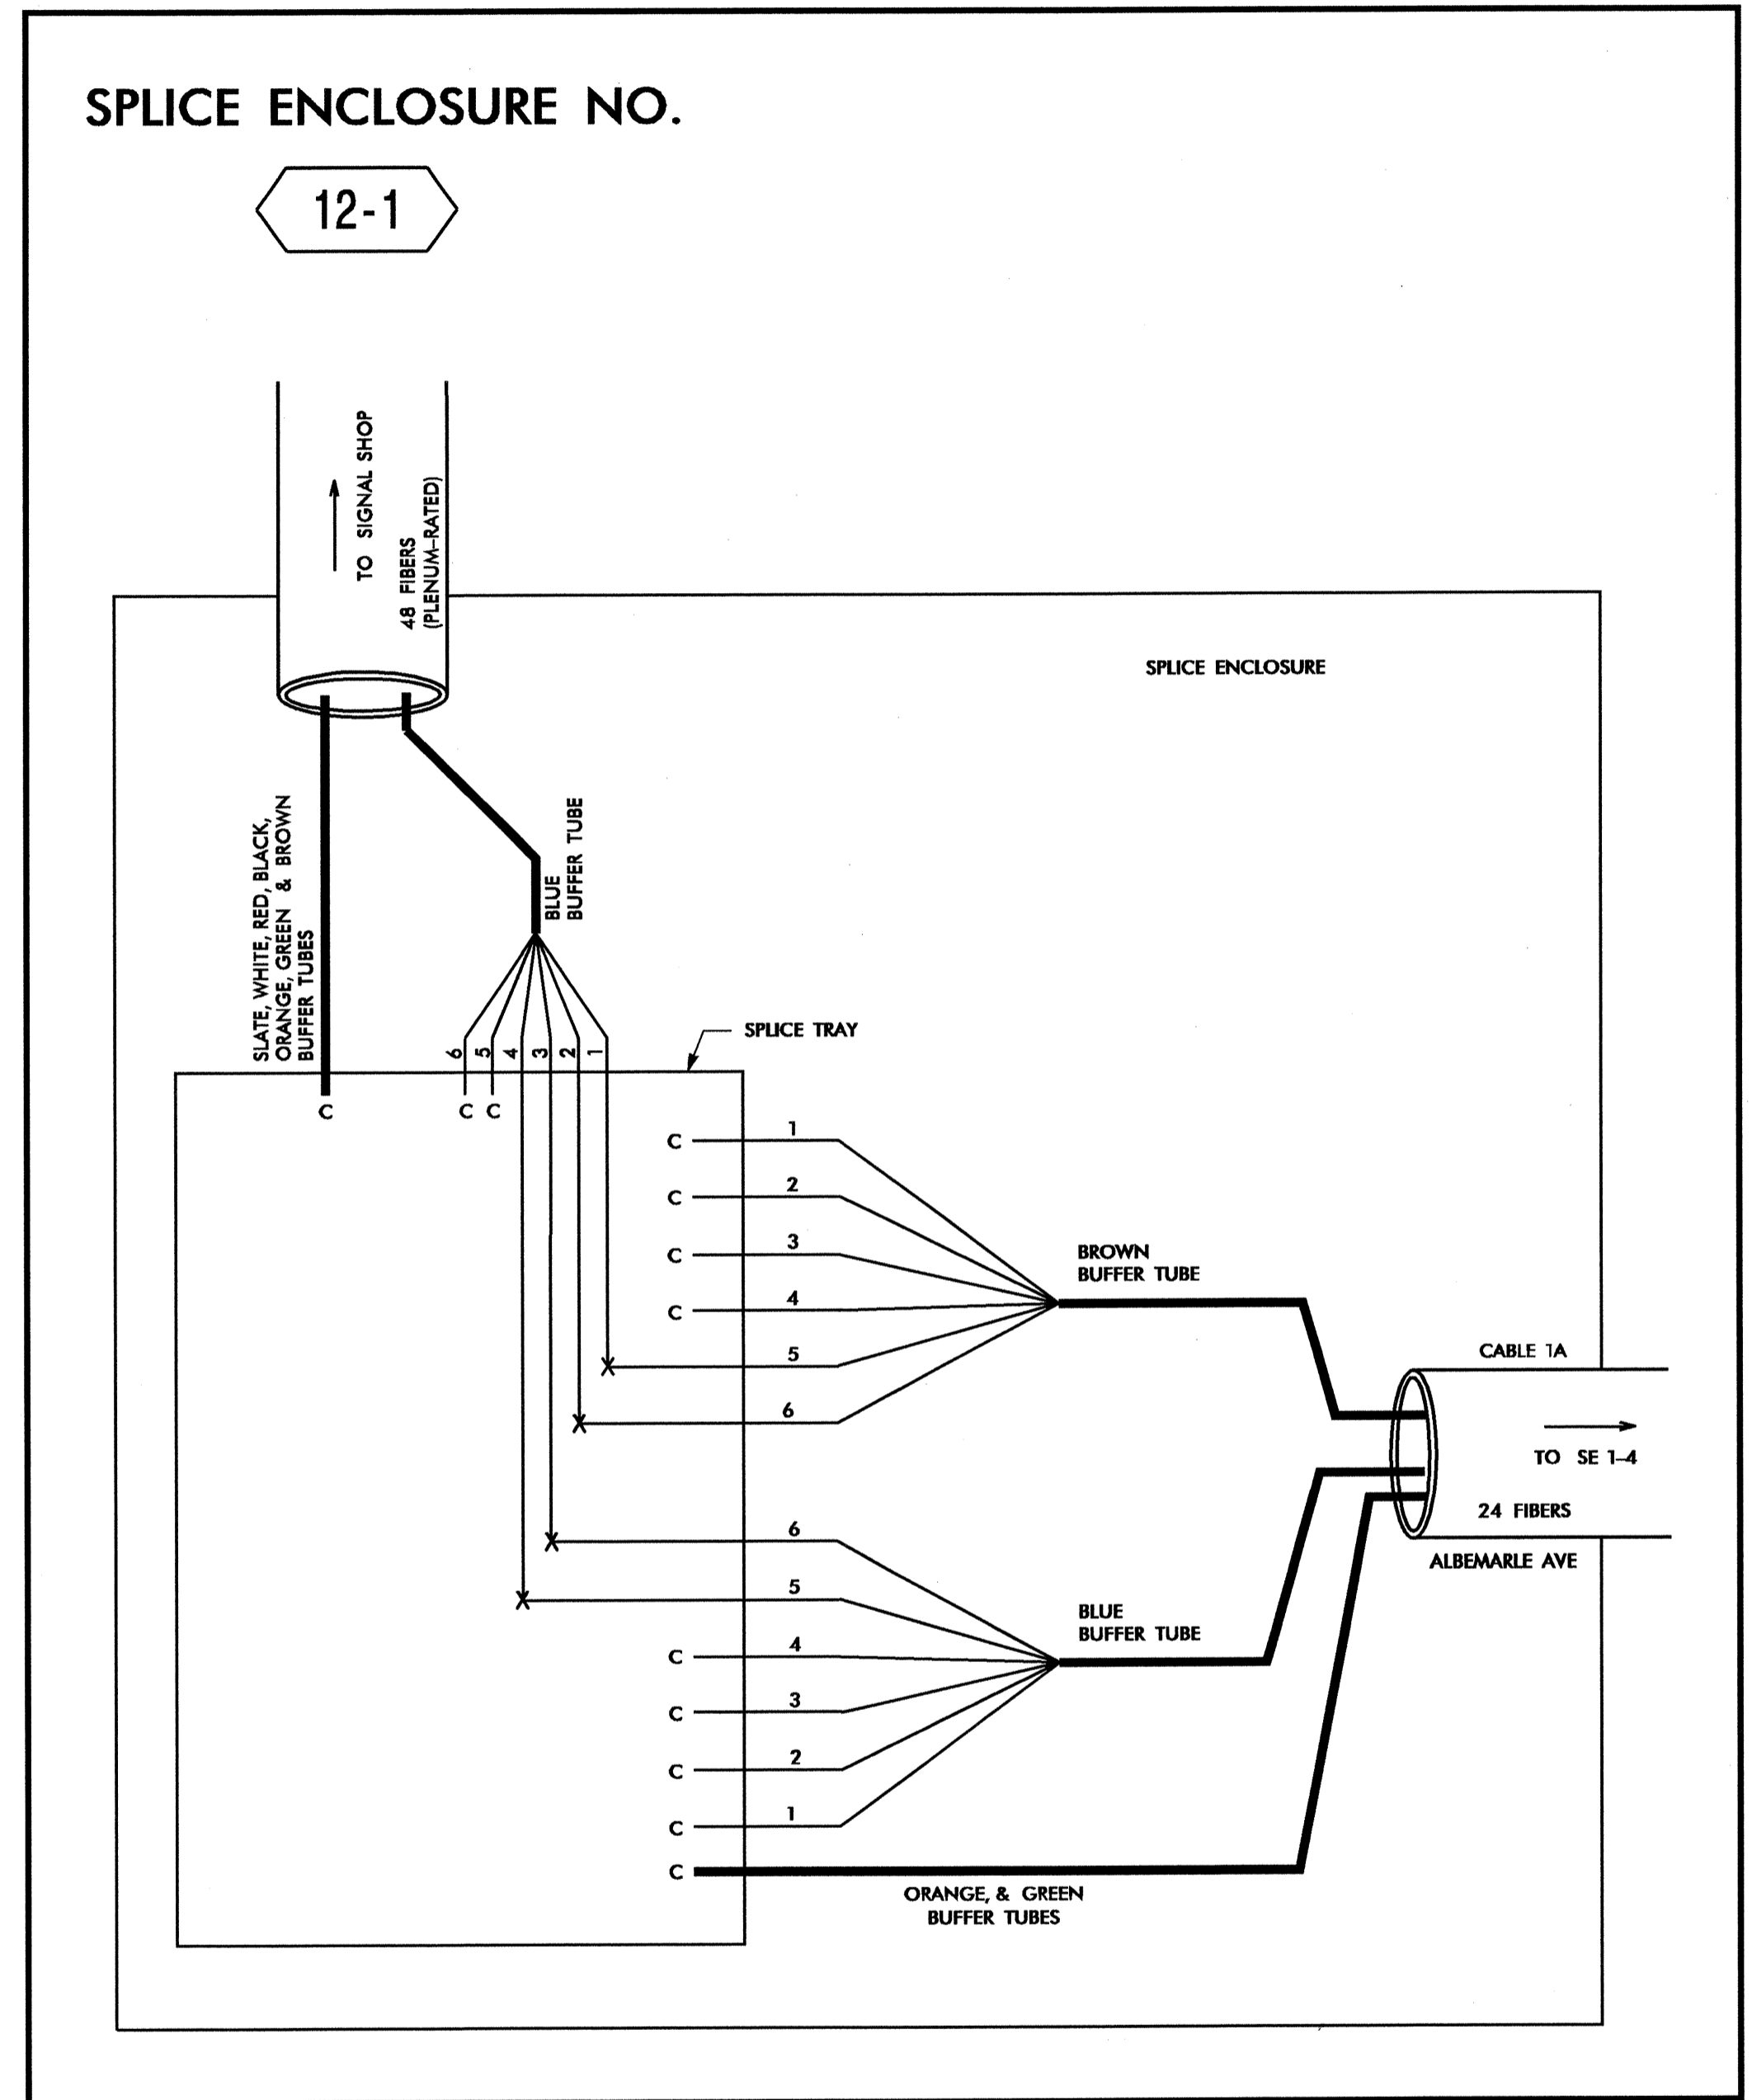 SPLICE ENCLOSURE NO.
12-1
TO SIGNAL SHOP
48 FIBERS
(PLENUM-RATED)
SPLICE ENCLOSURE
SLATE, WHITE, RED, BLACK,
ORANGE, GREEN & BROWN
BUFFER TUBES
BLUE
BUFFER TUBE
SPLICE TRAY
6 5 4 3 2 1
C
C C
C 1
C 2
C 3
C 4
5
6
BROWN
BUFFER TUBE
CABLE 1A
TO SE 1-4
24 FIBERS
ALBEMARLE AVE
6
5
C 4
C 3
C 2
C 1
C
BLUE
BUFFER TUBE
ORANGE, & GREEN
BUFFER TUBES